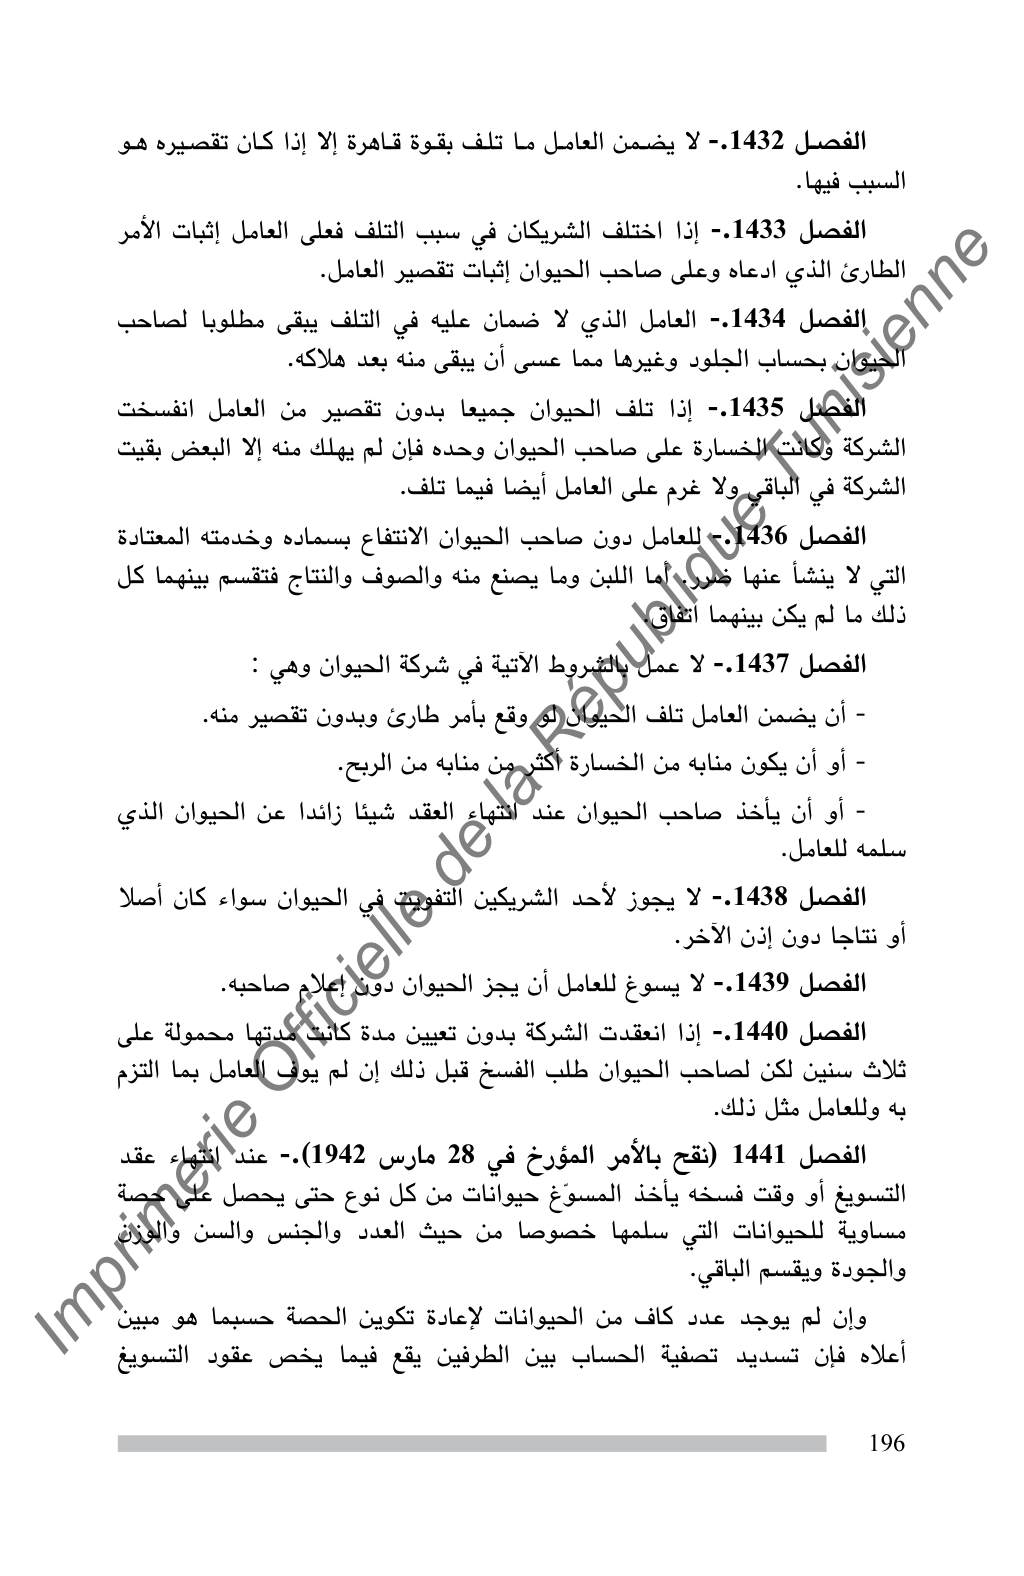 الفصل 1432.- لا يضمن العامل ما تلف بقوة قاهرة إلا إذا كان تقصيره هو
السبب فيها.
الفصل 1433.- إذا اختلف الشريكان في سبب التلف فعلى العامل إثبات الأمر
الطارئ الذي ادعاه وعلى صاحب الحيوان إثبات تقصير العامل.
الفصل 1434.- العامل الذي لا ضمان عليه في التلف يبقى مطلوبا لصاحب
الحيوان بحساب الجلود وغيرها مما عسى أن يبقى منه بعد هلاكه.
الفصل 1435.- إذا تلف الحيوان جميعا بدون تقصير من العامل انفسخت
الشركة وكانت الخسارة على صاحب الحيوان وحده فإن لم يهلك منه إلا البعض بقيت
الشركة في الباقي ولا غرم على العامل أيضا فيما تلف.
الفصل 1436.- للعامل دون صاحب الحيوان الانتفاع بسماده وخدمته المعتادة
التي لا ينشأ عنها ضرر. أما اللبن وما يصنع منه والصوف والنتاج فتقسم بينهما كل
ذلك ما لم يكن بينهما اتفاق.
الفصل 1437.- لا عمل بالشروط الآتية في شركة الحيوان وهي :
- أن يضمن العامل تلف الحيوان لو وقع بأمر طارئ وبدون تقصير منه.
- أو أن يكون منابه من الخسارة أكثر من منابه من الربح.
- أو أن يأخذ صاحب الحيوان عند انتهاء العقد شيئا زائدا عن الحيوان الذي
سلمه للعامل.
الفصل 1438.- لا يجوز لأحد الشريكين التفويت في الحيوان سواء كان أصلا
أو نتاجا دون إذن الآخر.
الفصل 1439.- لا يسوغ للعامل أن يجز الحيوان دون إعلام صاحبه.
الفصل 1440.- إذا انعقدت الشركة بدون تعيين مدة كانت مدتها محمولة على
ثلاث سنين لكن لصاحب الحيوان طلب الفسخ قبل ذلك إن لم يوف العامل بما التزم
به وللعامل مثل ذلك.
الفصل 1441 (نقح بالأمر المؤرخ في 28 مارس 1942).- عند انتهاء عقد
التسويغ أو وقت فسخه يأخذ المسوّغ حيوانات من كل نوع حتى يحصل على حصة
مساوية للحيوانات التي سلمها خصوصا من حيث العدد والجنس والسن والوزن
والجودة ويقسم الباقي.
وإن لم يوجد عدد كاف من الحيوانات لإعادة تكوين الحصة حسبما هو مبين
أعلاه فإن تسديد تصفية الحساب بين الطرفين يقع فيما يخص عقود التسويغ
196
Imprimerie Officielle de la République Tunisienne